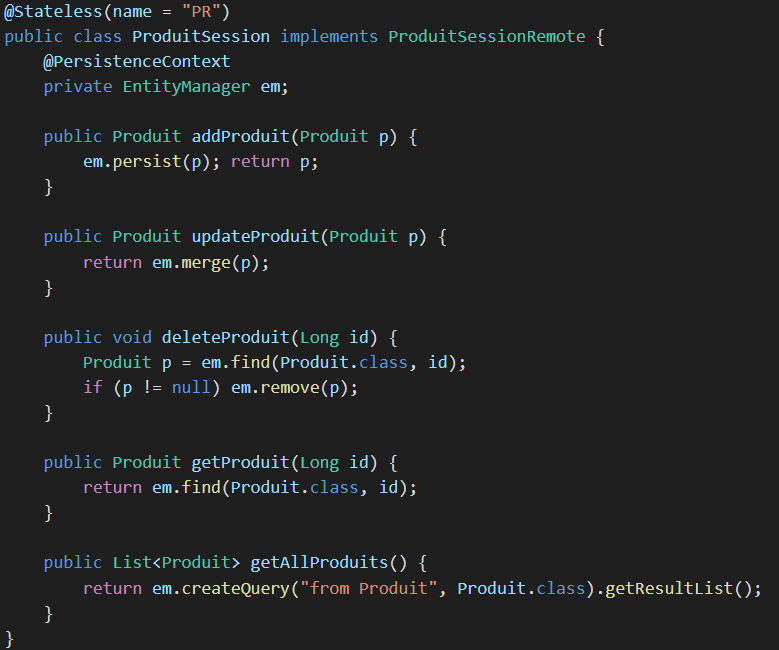 @Stateless(name = "PR")
public class ProduitSession implements ProduitSessionRemote {
    @PersistenceContext
    private EntityManager em;

    public Produit addProduit(Produit p) {
        em.persist(p); return p;
    }

    public Produit updateProduit(Produit p) {
        return em.merge(p);
    }

    public void deleteProduit(Long id) {
        Produit p = em.find(Produit.class, id);
        if (p != null) em.remove(p);
    }

    public Produit getProduit(Long id) {
        return em.find(Produit.class, id);
    }

    public List<Produit> getAllProduits() {
        return em.createQuery("from Produit", Produit.class).getResultList();
    }
}